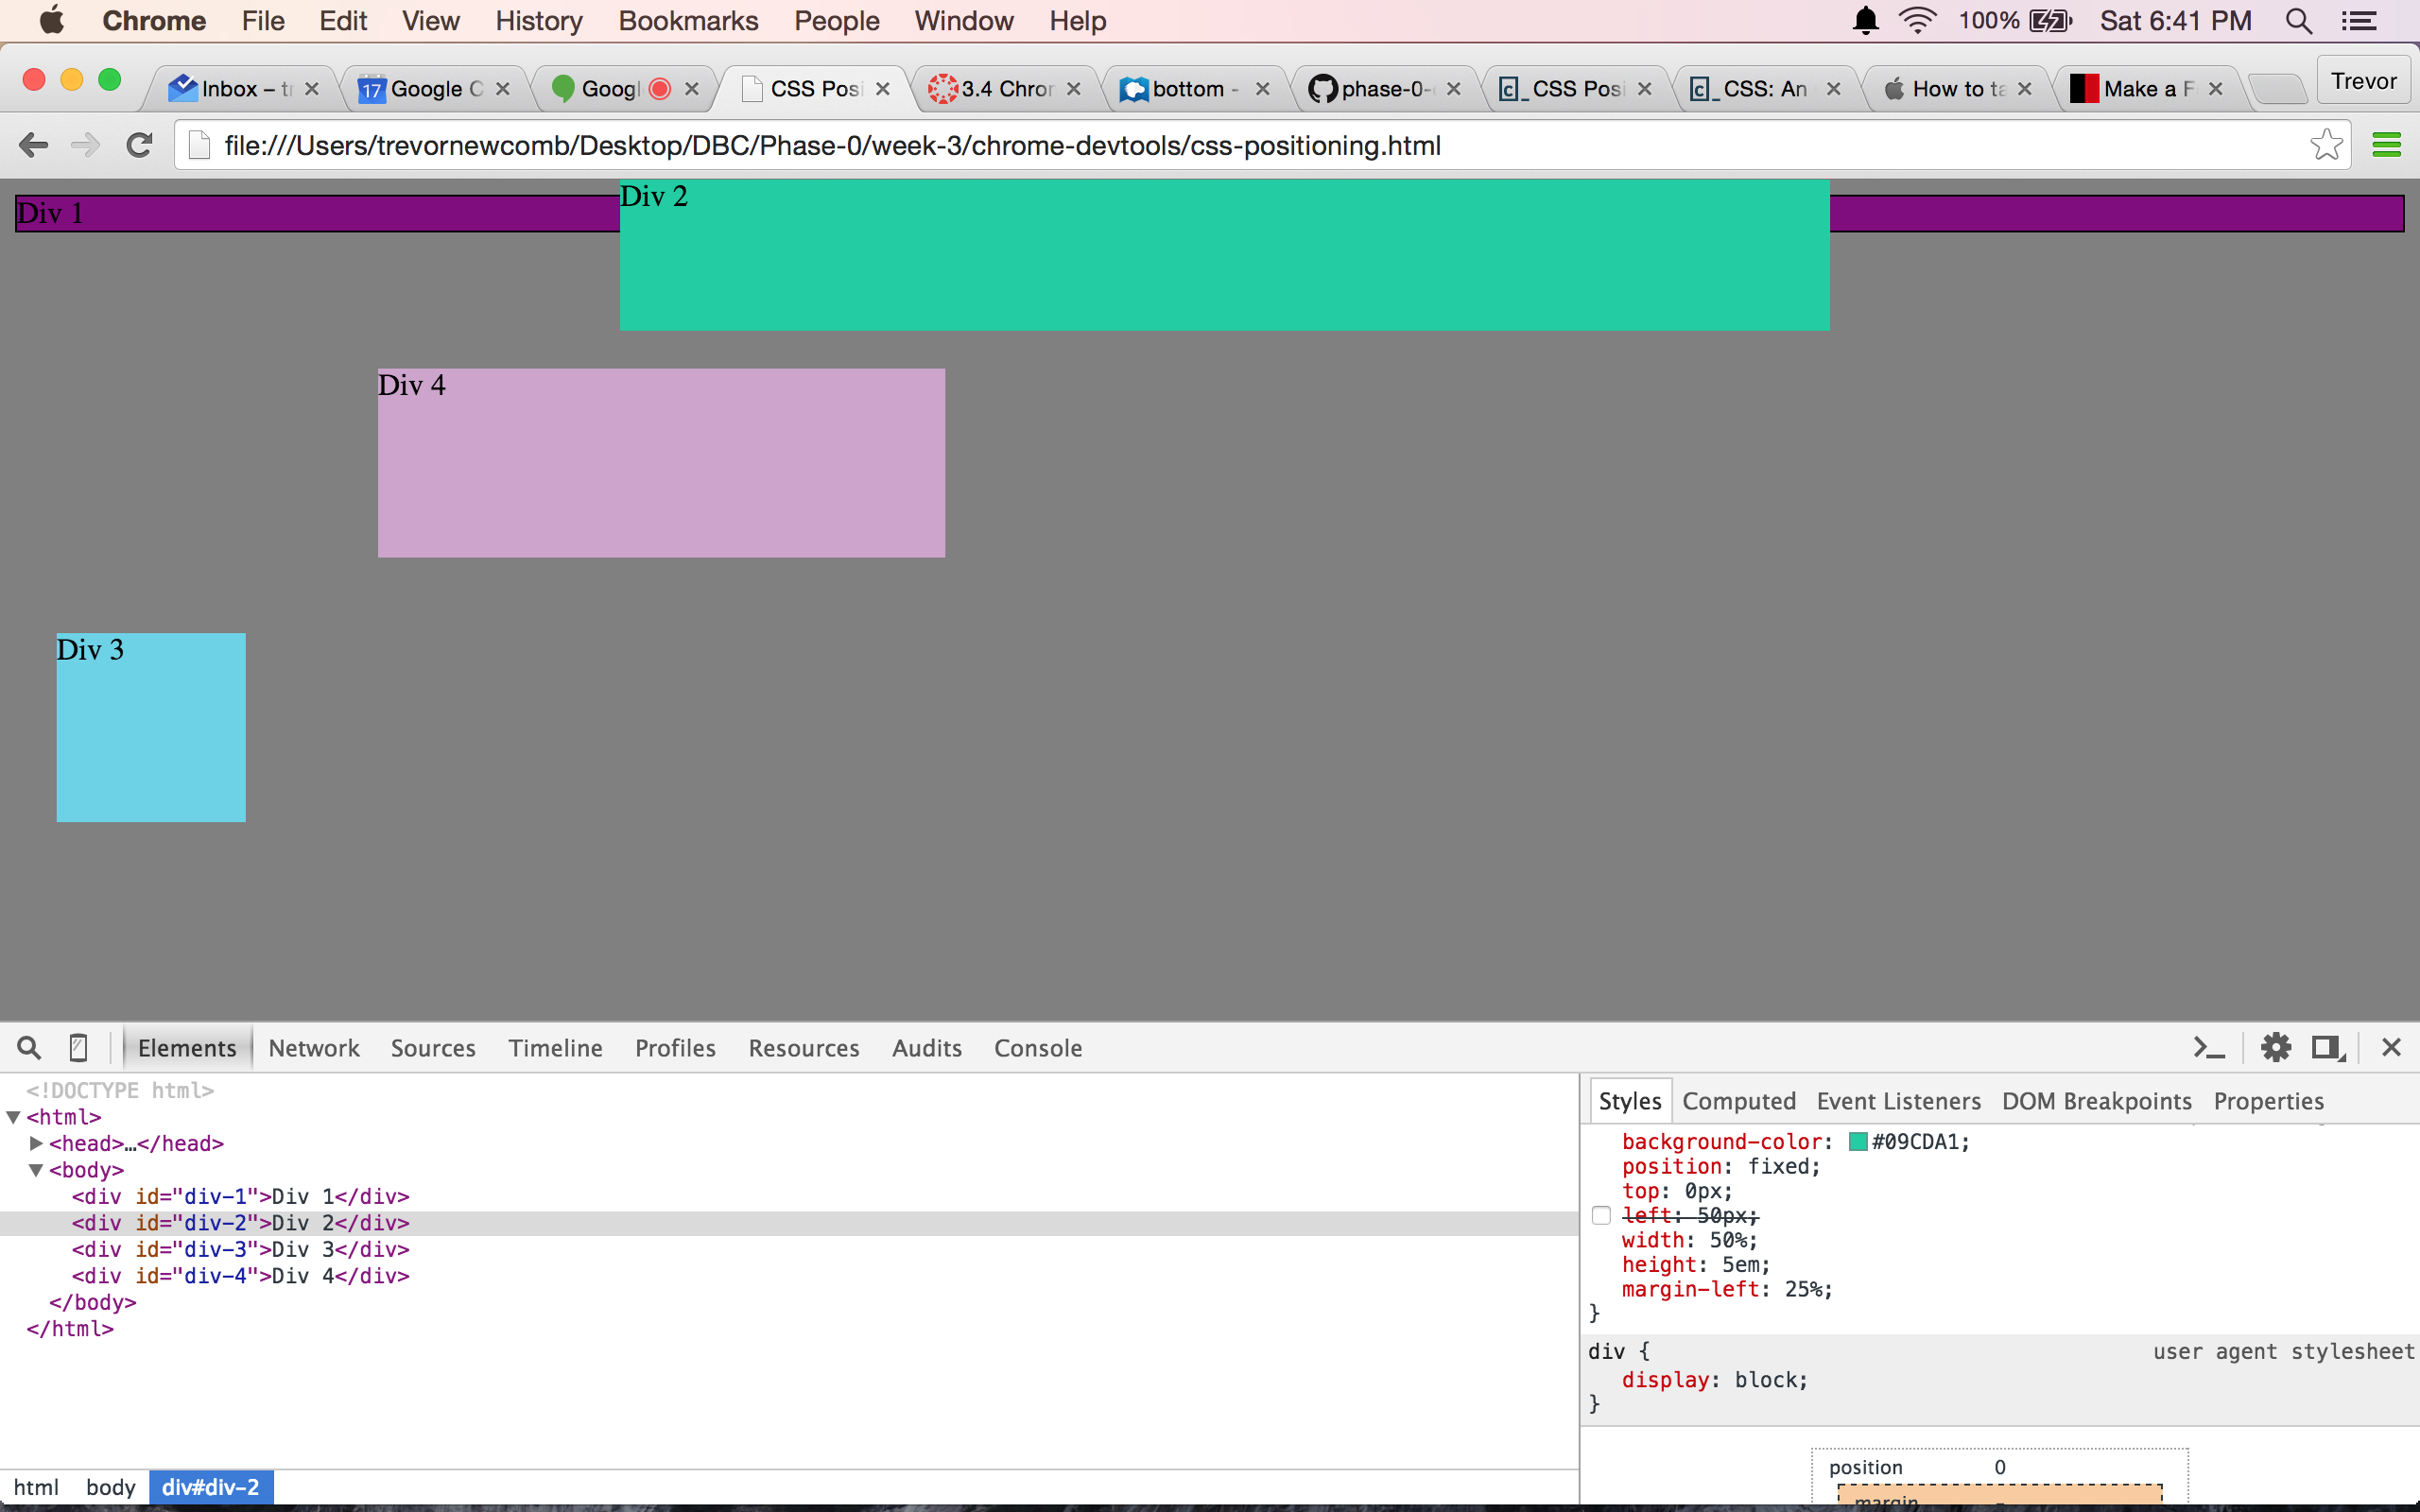 Chrome File Edit View History Bookmarks People Window Help 100% Sat 6:41 PM
Inbox – Google C Googl CSS Posi 3.4 Chror bottom - phase-0- CSS Posi CSS: An How to ta Make a F Trevor
file:///Users/trevornewcomb/Desktop/DBC/Phase-0/week-3/chrome-devtools/css-positioning.html
Div 1
Div 2
Div 4
Div 3
Elements Network Sources Timeline Profiles Resources Audits Console
<!DOCTYPE html>
<html>
<head>…</head>
<body>
<div id="div-1">Div 1</div>
<div id="div-2">Div 2</div>
<div id="div-3">Div 3</div>
<div id="div-4">Div 4</div>
</body>
</html>
html body div#div-2
Styles Computed Event Listeners DOM Breakpoints Properties
background-color: #09CDA1;
position: fixed;
top: 0px;
left: 50px;
width: 50%;
height: 5em;
margin-left: 25%;
}
div { user agent stylesheet
display: block;
}
position 0
margin